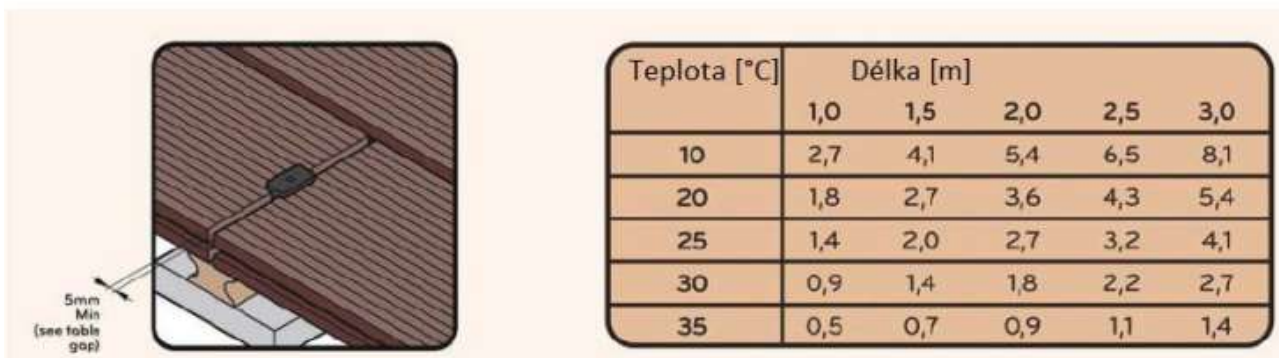 5mm
Min
(see table
gap)
Teplota [°C] Délka [m]
1,0 1,5 2,0 2,5 3,0
10 2,7 4,1 5,4 6,5 8,1
20 1,8 2,7 3,6 4,3 5,4
25 1,4 2,0 2,7 3,2 4,1
30 0,9 1,4 1,8 2,2 2,7
35 0,5 0,7 0,9 1,1 1,4